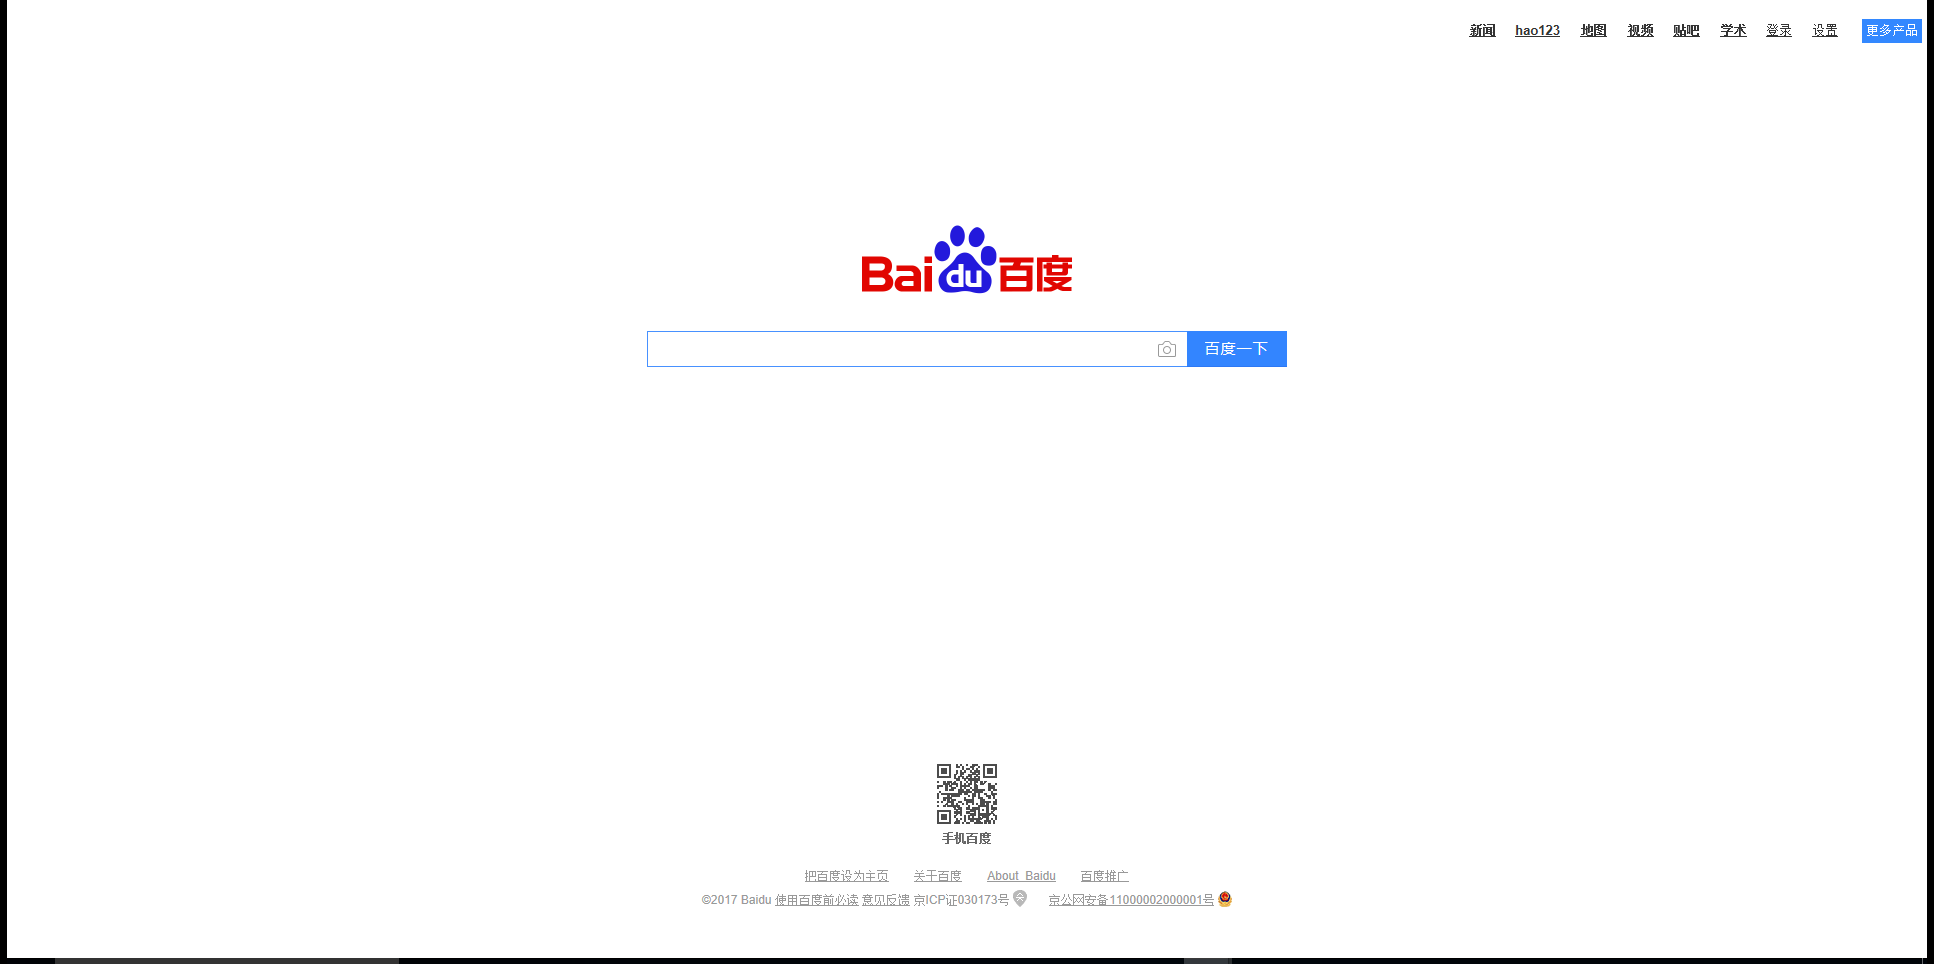 新闻 hao123 地图 视频 贴吧 学术 登录 设置 更多产品
Bai du 百度
百度一下
手机百度
把百度设为主页 关于百度 About Baidu 百度推广
©2017 Baidu 使用百度前必读 意见反馈 京ICP证030173号 京公网安备11000002000001号